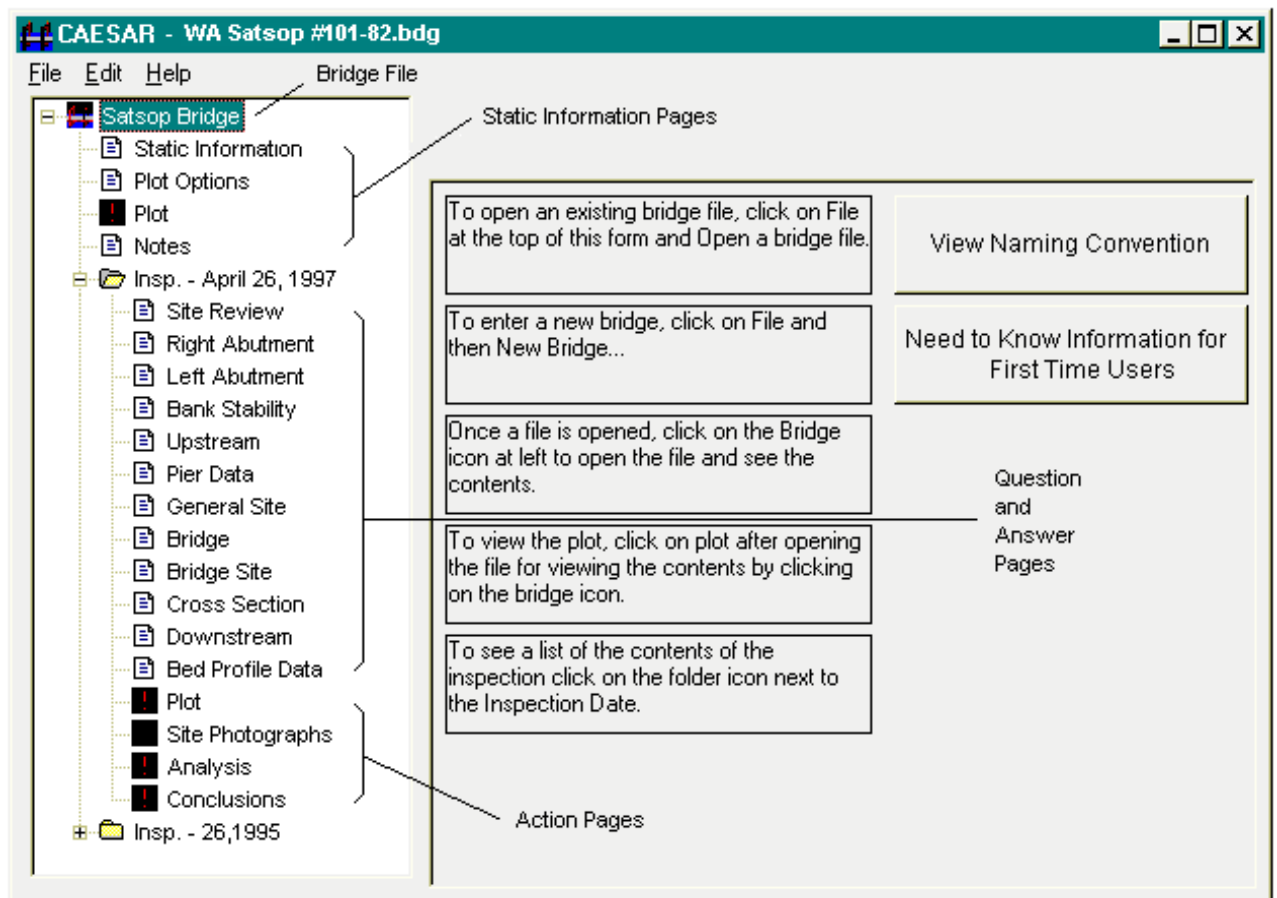 CAESAR - WA Satsop #101-82.bdg
File Edit Help
Bridge File
Satsop Bridge
Static Information
Plot Options
Plot
Notes
Static Information Pages
Insp. - April 26, 1997
Site Review
Right Abutment
Left Abutment
Bank Stability
Upstream
Pier Data
General Site
Bridge
Bridge Site
Cross Section
Downstream
Bed Profile Data
Plot
Site Photographs
Analysis
Conclusions
Insp. - 26,1995
To open an existing bridge file, click on File
at the top of this form and Open a bridge file.
To enter a new bridge, click on File and
then New Bridge...
Once a file is opened, click on the Bridge
icon at left to open the file and see the
contents.
To view the plot, click on plot after opening
the file for viewing the contents by clicking
on the bridge icon.
To see a list of the contents of the
inspection click on the folder icon next to
the Inspection Date.
View Naming Convention
Need to Know Information for
First Time Users
Question
and
Answer
Pages
Action Pages